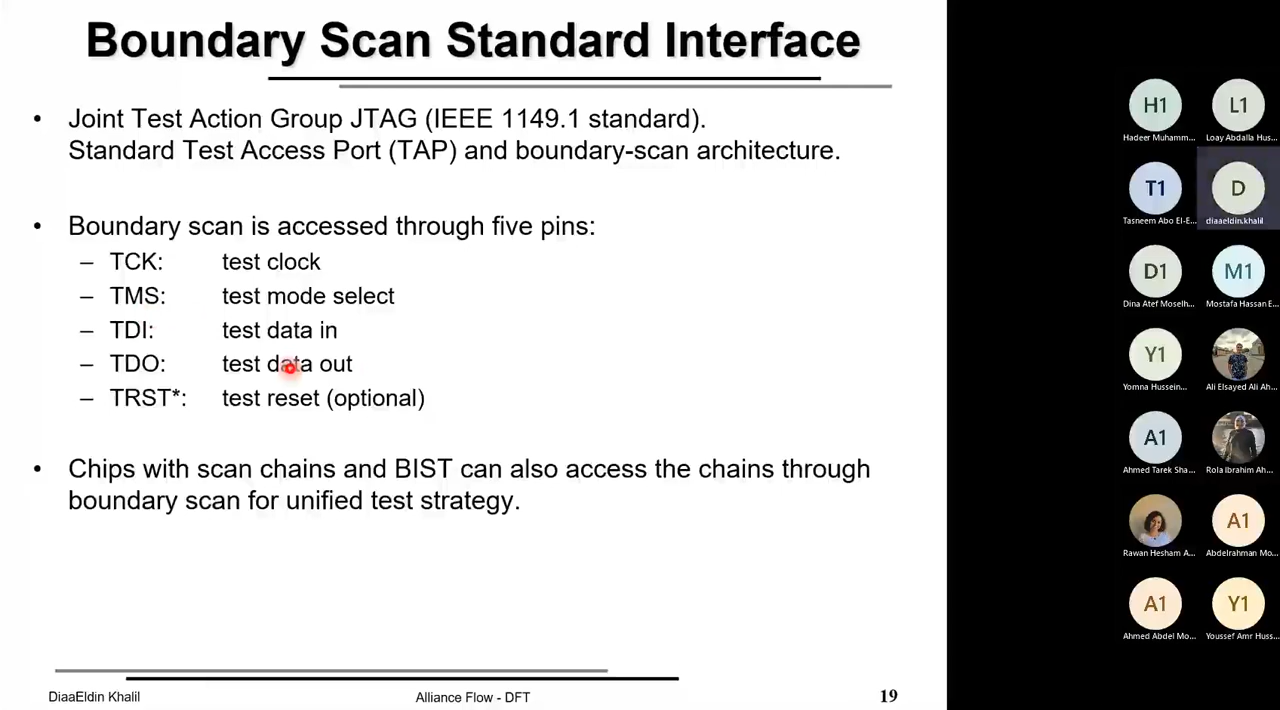 Boundary Scan Standard Interface
• Joint Test Action Group JTAG (IEEE 1149.1 standard).
Standard Test Access Port (TAP) and boundary-scan architecture.
• Boundary scan is accessed through five pins:
– TCK: test clock
– TMS: test mode select
– TDI: test data in
– TDO: test data out
– TRST*: test reset (optional)
• Chips with scan chains and BIST can also access the chains through
boundary scan for unified test strategy.
DiaaEldin Khalil Alliance Flow - DFT 19
H1 L1
Hadeer Muhamm... Loay Abdalla Hus...
T1 D
Tasneem Abo El-E... diaaeldin.khalil
D1 M1
Dina Atef Moselh... Mostafa Hassan E...
Y1
Yomna Hussein... Ali Elsayed Ali Ah...
A1
Ahmed Tarek Sha... Rola Ibrahim Ah...
A1
Rawan Hesham A... Abdelrahman Mo...
A1 Y1
Ahmed Abdel Mo... Youssef Amr Huss...